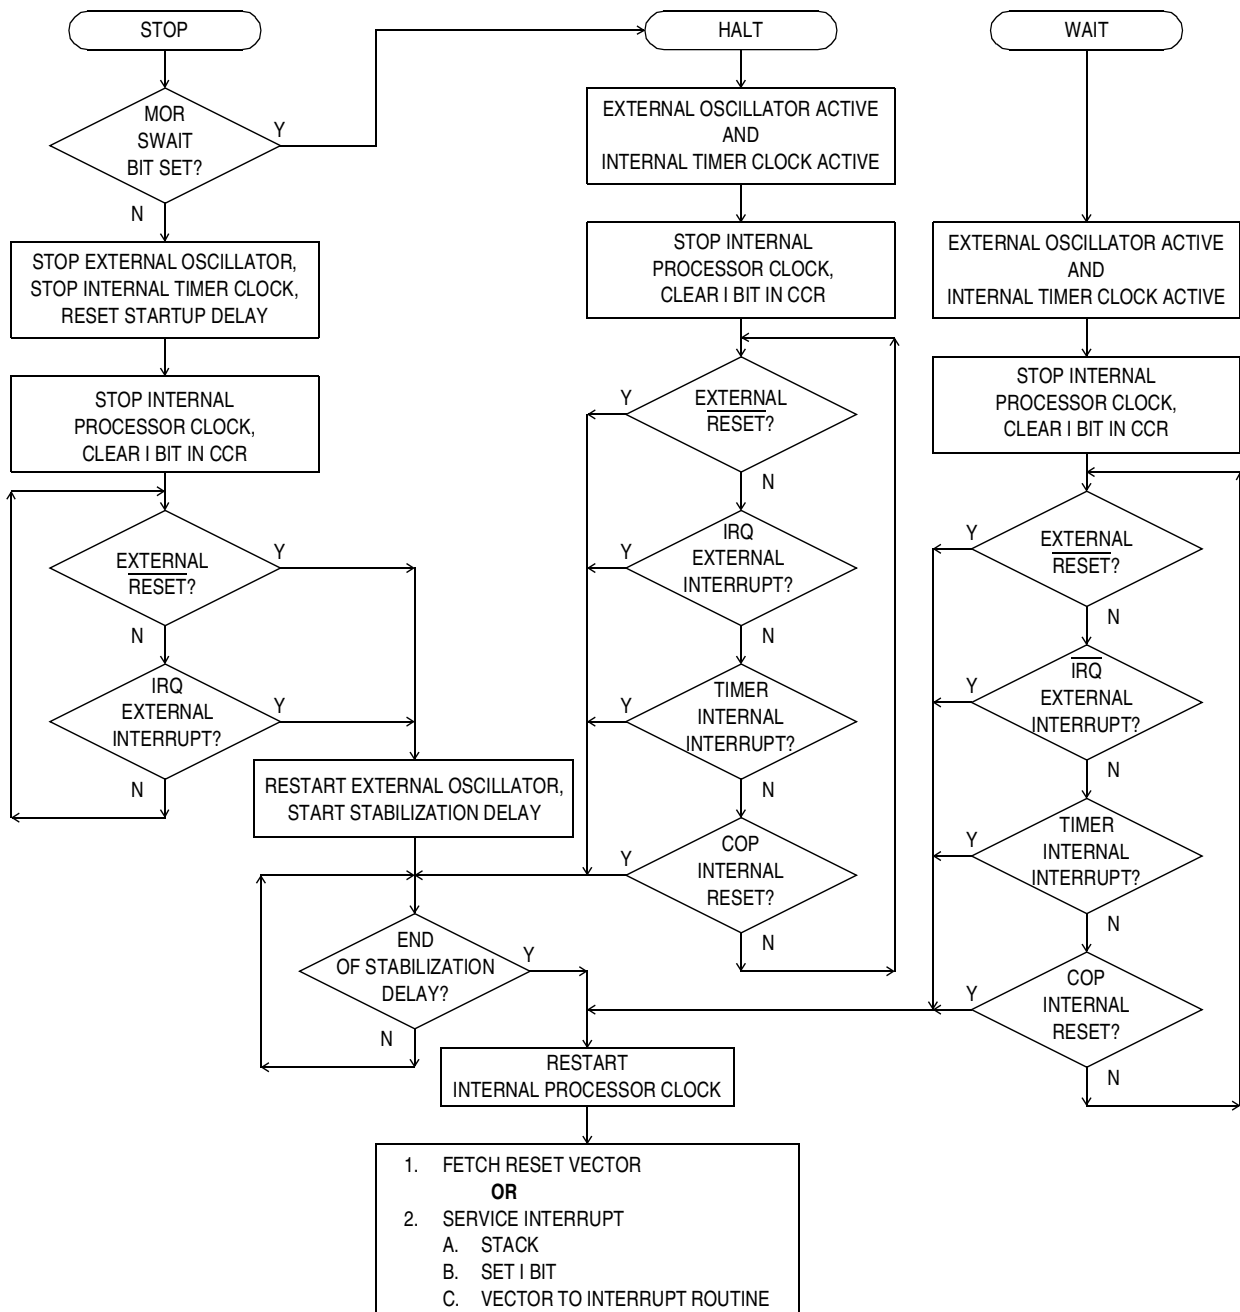 STOP
MOR
SWAIT
BIT SET?
Y
N
STOP EXTERNAL OSCILLATOR,
STOP INTERNAL TIMER CLOCK,
RESET STARTUP DELAY
STOP INTERNAL
PROCESSOR CLOCK,
CLEAR I BIT IN CCR
EXTERNAL
RESET?
Y
N
IRQ
EXTERNAL
INTERRUPT?
Y
N
RESTART EXTERNAL OSCILLATOR,
START STABILIZATION DELAY
END
OF STABILIZATION
DELAY?
Y
N
HALT
EXTERNAL OSCILLATOR ACTIVE
AND
INTERNAL TIMER CLOCK ACTIVE
STOP INTERNAL
PROCESSOR CLOCK,
CLEAR I BIT IN CCR
EXTERNAL
RESET?
Y
N
IRQ
EXTERNAL
INTERRUPT?
Y
N
TIMER
INTERNAL
INTERRUPT?
Y
N
COP
INTERNAL
RESET?
Y
N
WAIT
EXTERNAL OSCILLATOR ACTIVE
AND
INTERNAL TIMER CLOCK ACTIVE
STOP INTERNAL
PROCESSOR CLOCK,
CLEAR I BIT IN CCR
EXTERNAL
RESET?
Y
N
IRQ
EXTERNAL
INTERRUPT?
Y
N
TIMER
INTERNAL
INTERRUPT?
Y
N
COP
INTERNAL
RESET?
Y
N
RESTART
INTERNAL PROCESSOR CLOCK
1. FETCH RESET VECTOR
OR
2. SERVICE INTERRUPT
A. STACK
B. SET I BIT
C. VECTOR TO INTERRUPT ROUTINE